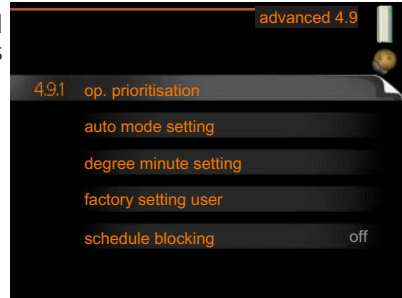 advanced 4.9
4.9.1 op. prioritisation
auto mode setting
degree minute setting
factory setting user
schedule blocking off